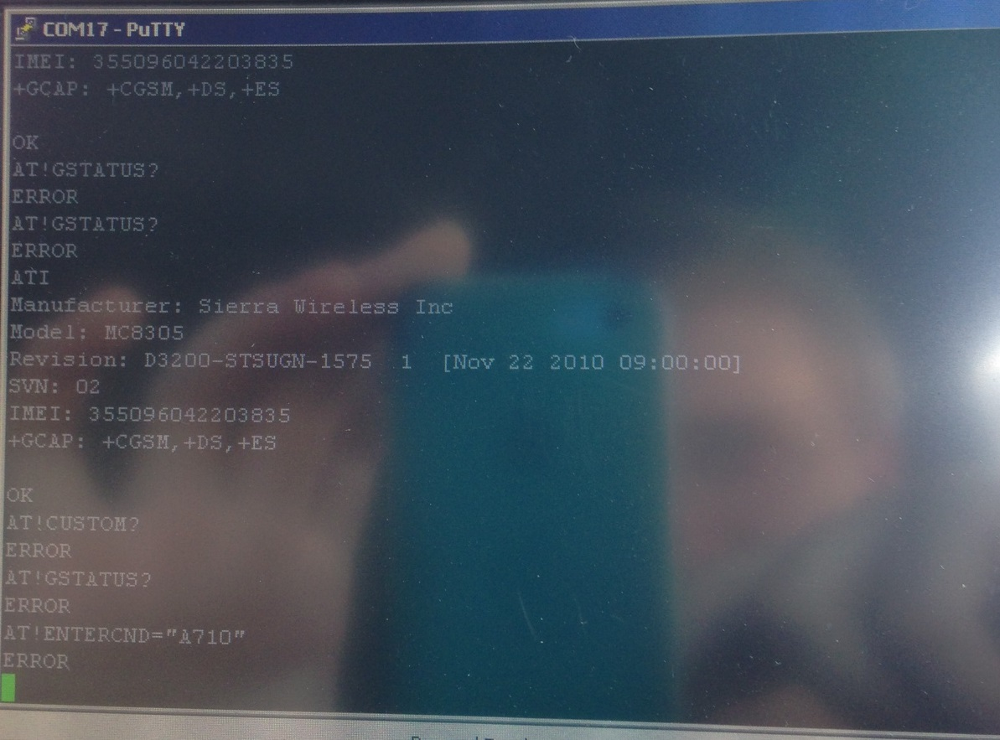 COM17 - PuTTY
IMEI: 355096042203835
+GCAP: +CGSM,+DS,+ES
OK
AT!GSTATUS?
ERROR
AT!GSTATUS?
ERROR
ATI
Manufacturer: Sierra Wireless Inc
Model: MC8305
Revision: D3200-STSUGN-1575  1  [Nov 22 2010 09:00:00]
SVN: 02
IMEI: 355096042203835
+GCAP: +CGSM,+DS,+ES
OK
AT!CUSTOM?
ERROR
AT!GSTATUS?
ERROR
AT!ENTERCND="A710"
ERROR